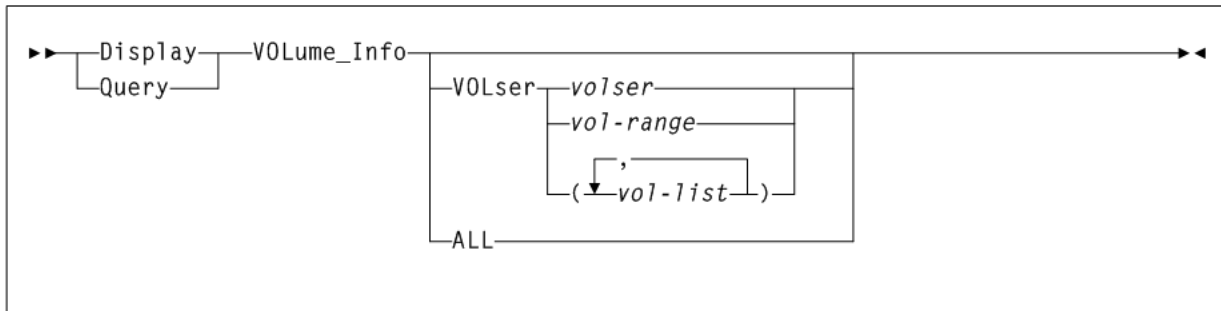 Display VOLume_Info
Query
VOLser volser
vol-range
,
( vol-list )
ALL